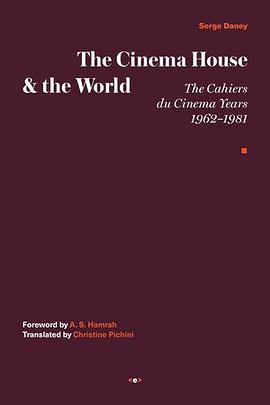 Serge Daney
The Cinema House
& the World
The Cahiers
du Cinema Years
1962–1981
Foreword by A. S. Hamrah
Translated by Christine Pichini
<e>